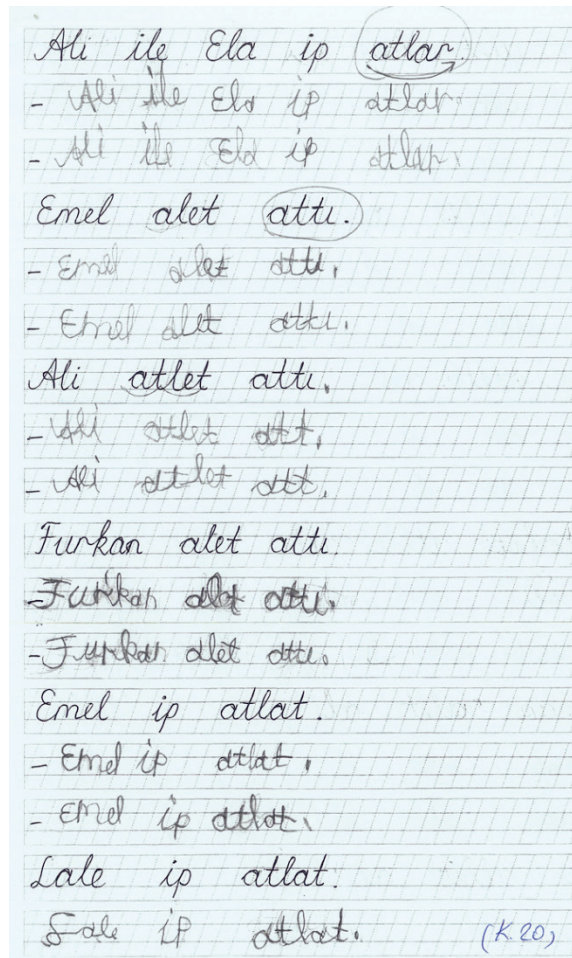 Ali ile Ela ip atlar.
- Ali ile Ela ip atlar.
- Ali ile Ela ip atlar.
Emel alet attı.
- Emel alet attı.
- Emel alet attı.
Ali atlet attı.
- Ali atlet att.
- Ali atlet att.
Furkan alet attı.
- Furkan alet attı.
- Furkan alet attı.
Emel ip atlat.
- Emel ip atlat.
- Emel ip atlat.
Lale ip atlat.
Lale ip atlat. (K.20)